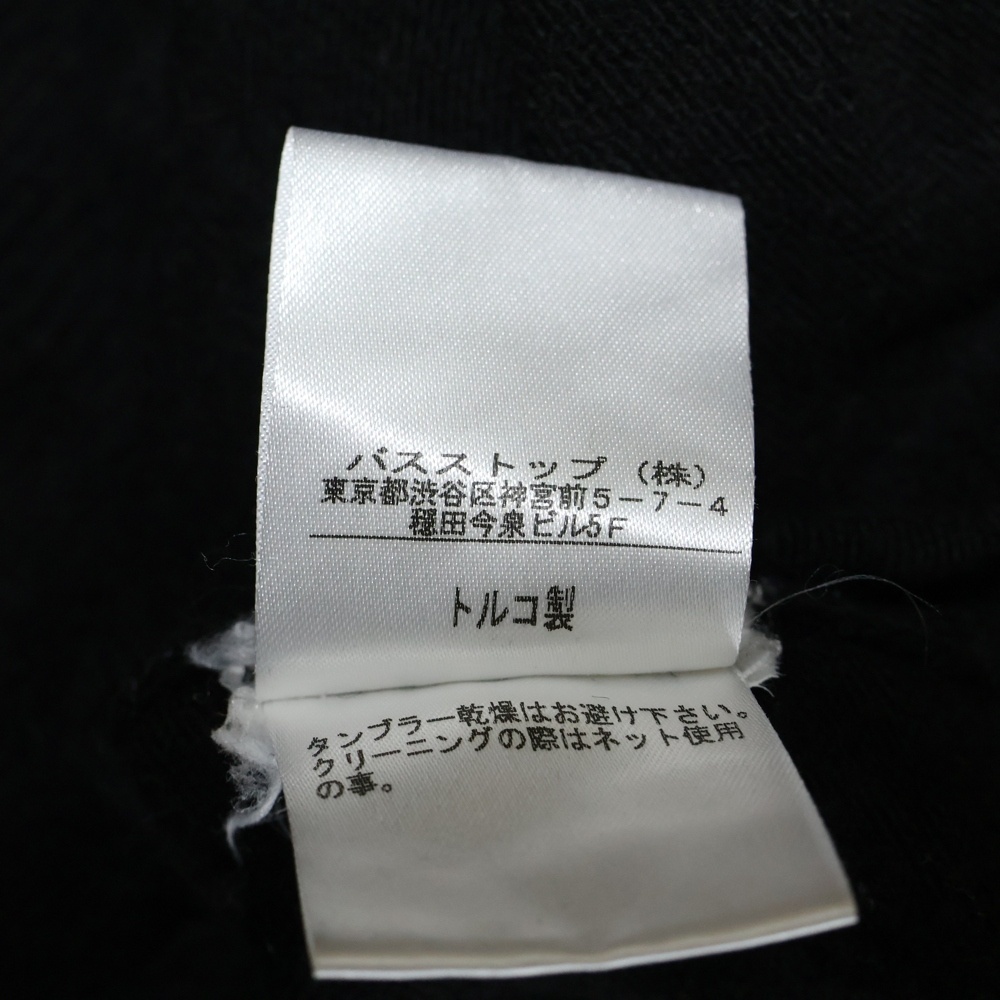 バスストップ（株）
東京都渋谷区神宮前５－７－４
穏田今泉ビル５Ｆ
トルコ製
タンブラー乾燥はお避け下さい。
クリーニングの際はネット使用
の事。